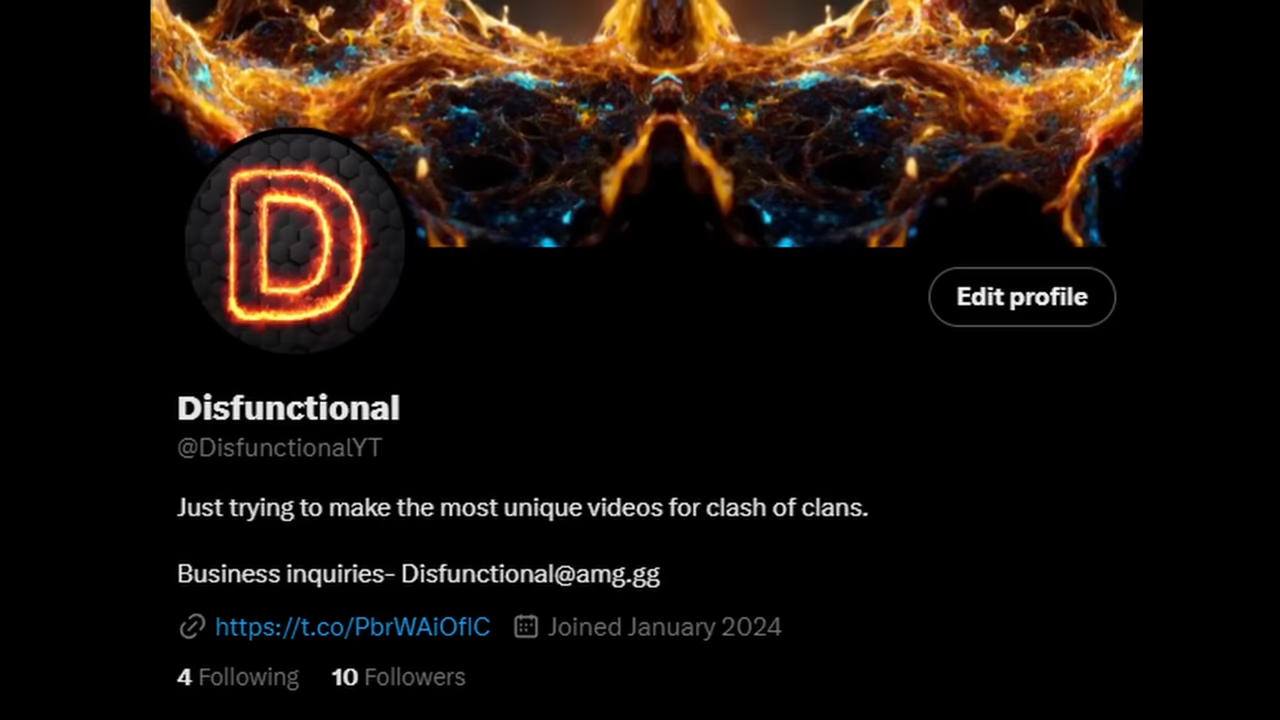 D
Edit profile
Disfunctional
@DisfunctionalYT
Just trying to make the most unique videos for clash of clans.
Business inquiries- Disfunctional@amg.gg
https://t.co/PbrWAiOflC Joined January 2024
4 Following 10 Followers